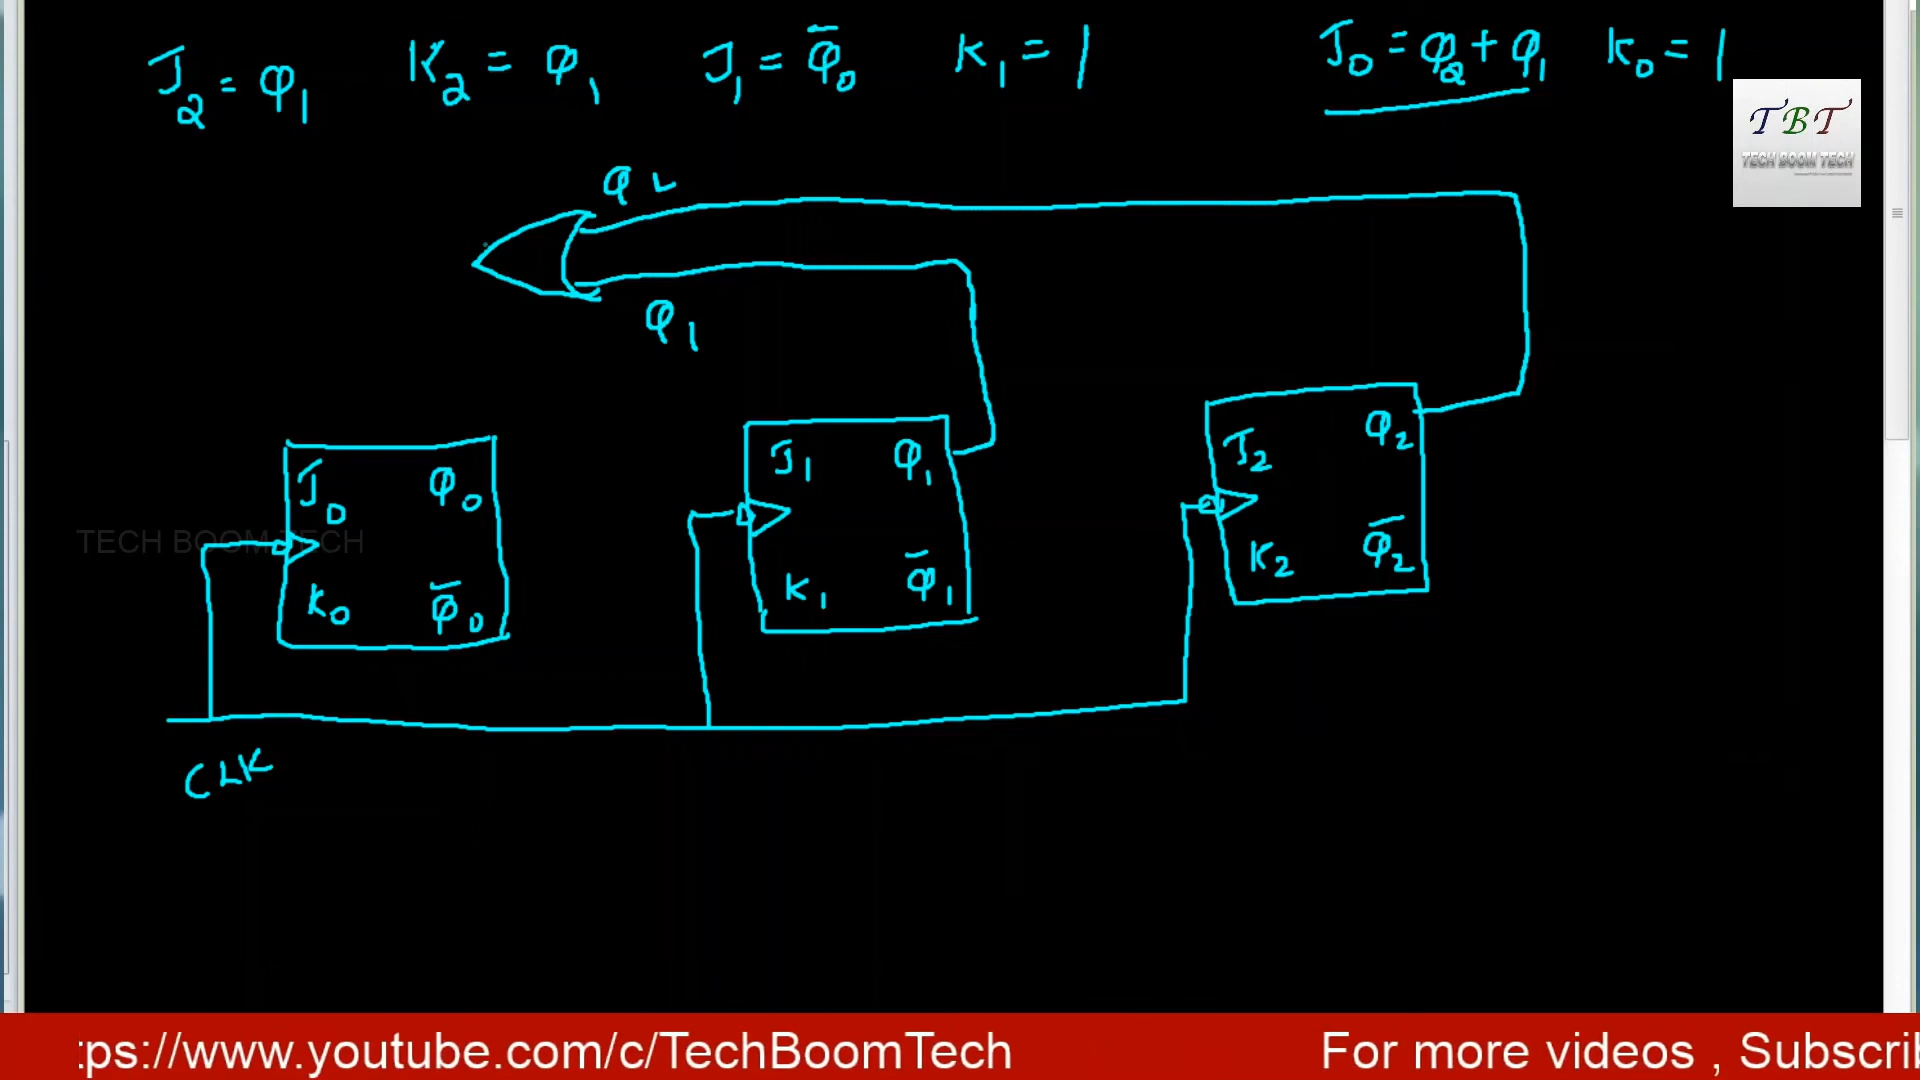 J2 = Q1 K2 = Q1 J1 = Q̄0 K1 = 1 J0 = Q2 + Q1 K0 = 1
TBT
TECH BOOM TECH
Q2
Q1
J0 Q0
K0 Q̄0
J1 Q1
K1 Q̄1
J2 Q2
K2 Q̄2
TECH BOOM TECH
CLK
tps://www.youtube.com/c/TechBoomTech For more videos , Subscrib